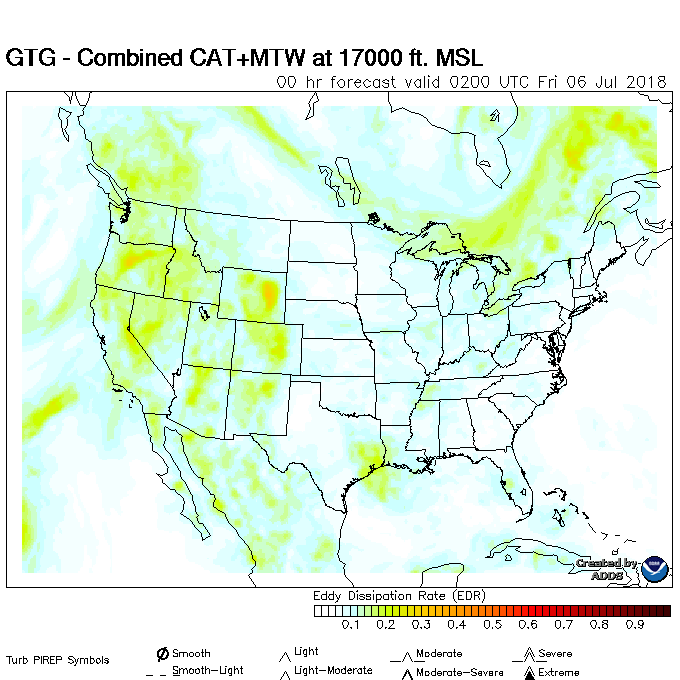 GTG - Combined CAT+MTW at 17000 ft. MSL
00 hr forecast valid 0200 UTC Fri 06 Jul 2018
Created by
ADDS
Eddy Dissipation Rate (EDR)
0.1 0.2 0.3 0.4 0.5 0.6 0.7 0.8 0.9
Turb PIREP Symbols
Smooth Light Moderate Severe
Smooth-Light Light-Moderate Moderate-Severe Extreme